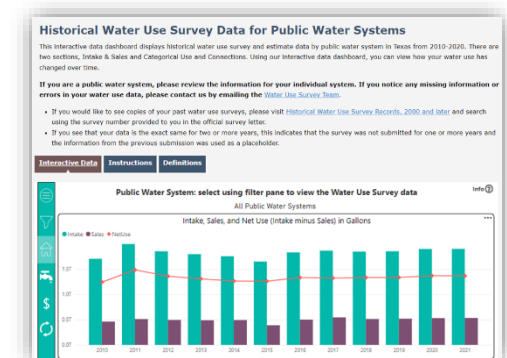 Historical Water Use Survey Data for Public Water Systems
This interactive data dashboard displays historical water use survey and estimate data by public water system in Texas from 2010-2020. There are
two sections, Intake & Sales and Categorical Use and Connections. Using our interactive data dashboard, you can view how your water use has
changed over time.
If you are a public water system, please review the information for your individual system. If you notice any missing information or
errors in your water use data, please contact us by emailing the Water Use Survey Team.
• If you would like to see copies of your past water use surveys, please visit Historical Water Use Survey Records, 2000 and later and search
using the survey number provided to you in the official survey letter.
• If you see that your data is the exact same for two or more years, this indicates that the survey was not submitted for one or more years and
the information from the previous submission was used as a placeholder.
Interactive Data Instructions Definitions
Public Water System: select using filter pane to view the Water Use Survey data
Info
All Public Water Systems
Intake, Sales, and Net Use (Intake minus Sales) in Gallons
Intake Sales NetUse
1.0T
0.0T
2010 2011 2012 2013 2014 2015 2016 2017 2018 2019 2020 2021